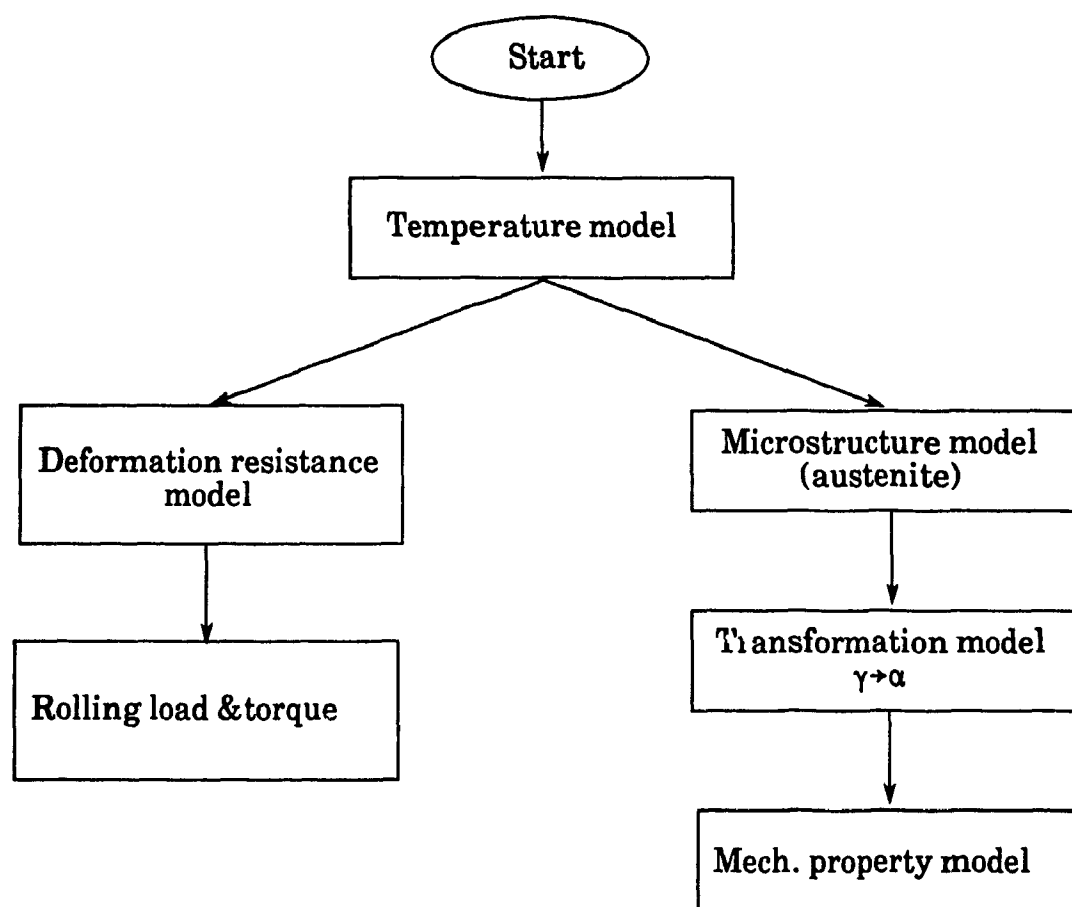 Start
Temperature model
Deformation resistance
model
Rolling load &torque
Microstructure model
(austenite)
Transformation model
γ→α
Mech. property model